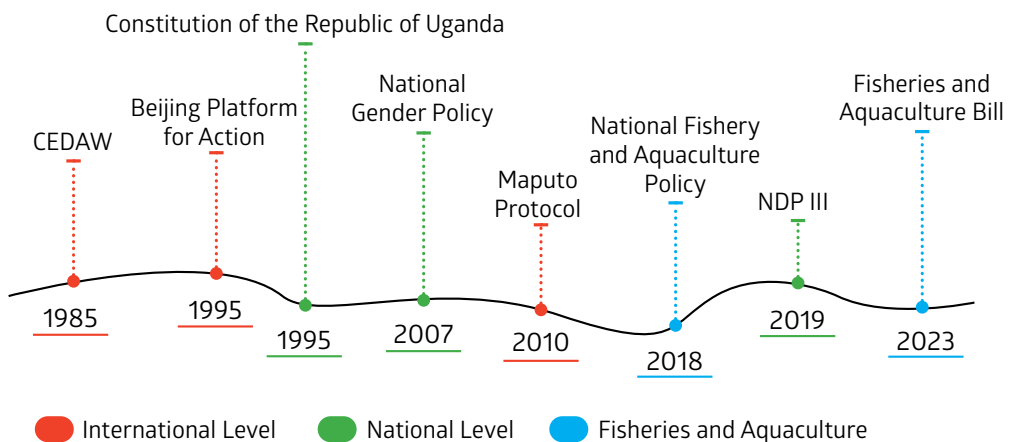 Constitution of the Republic of Uganda
CEDAW
Beijing Platform
for Action
National
Gender Policy
Maputo
Protocol
National Fishery
and Aquaculture
Policy
NDP III
Fisheries and
Aquaculture Bill
1985
1995
1995
2007
2010
2018
2019
2023
International Level
National Level
Fisheries and Aquaculture